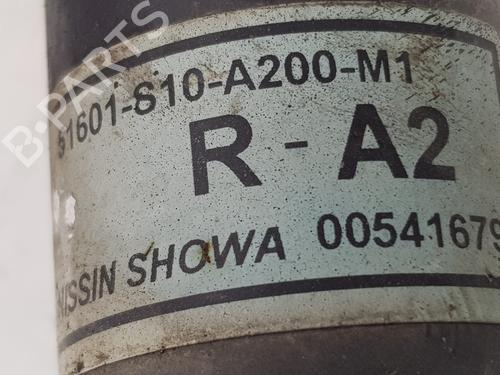 B-PARTS
51601-S10-A200-M1
R - A2
NISSIN SHOWA 00541679